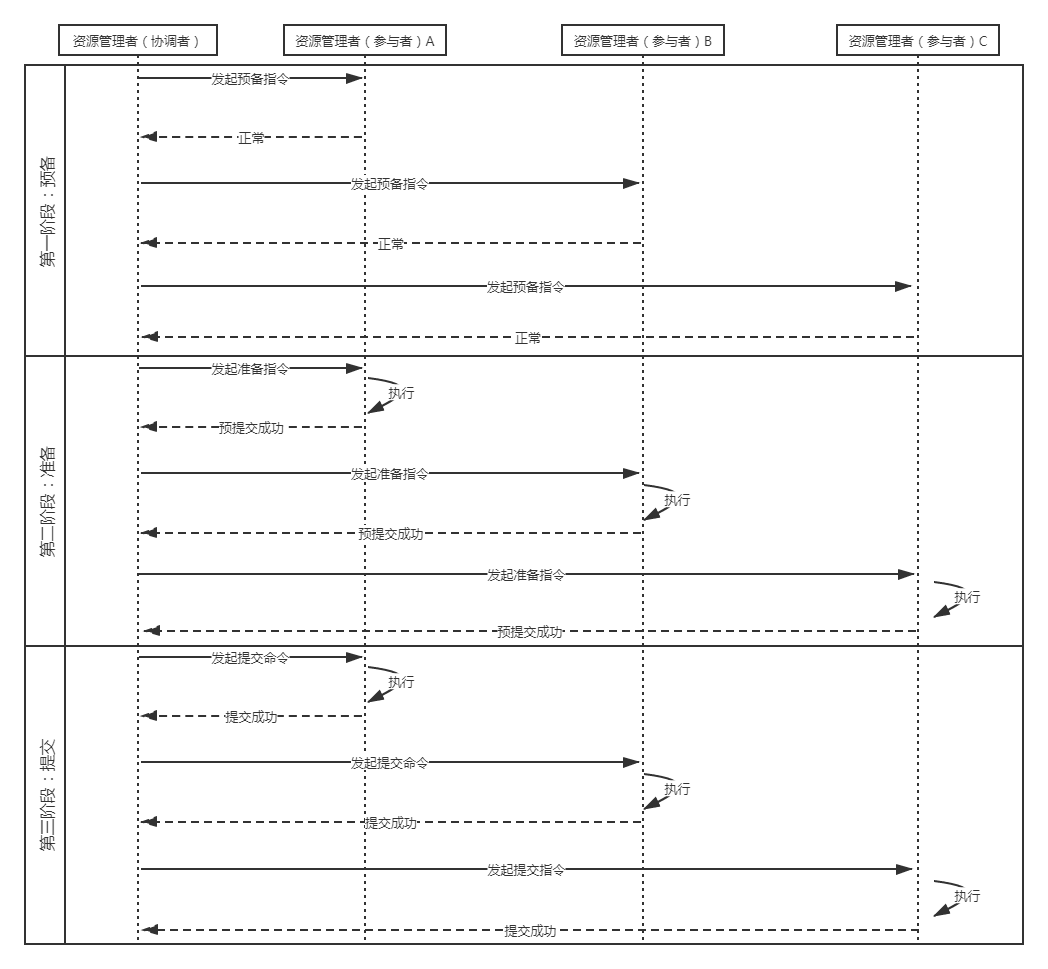 资源管理者（协调者）
资源管理者（参与者）A
资源管理者（参与者）B
资源管理者（参与者）C
第一阶段：预备
发起预备指令
正常
发起预备指令
正常
发起预备指令
正常
第二阶段：准备
发起准备指令
执行
预提交成功
发起准备指令
执行
预提交成功
发起准备指令
执行
预提交成功
第三阶段：提交
发起提交命令
执行
提交成功
发起提交命令
执行
提交成功
发起提交指令
执行
提交成功